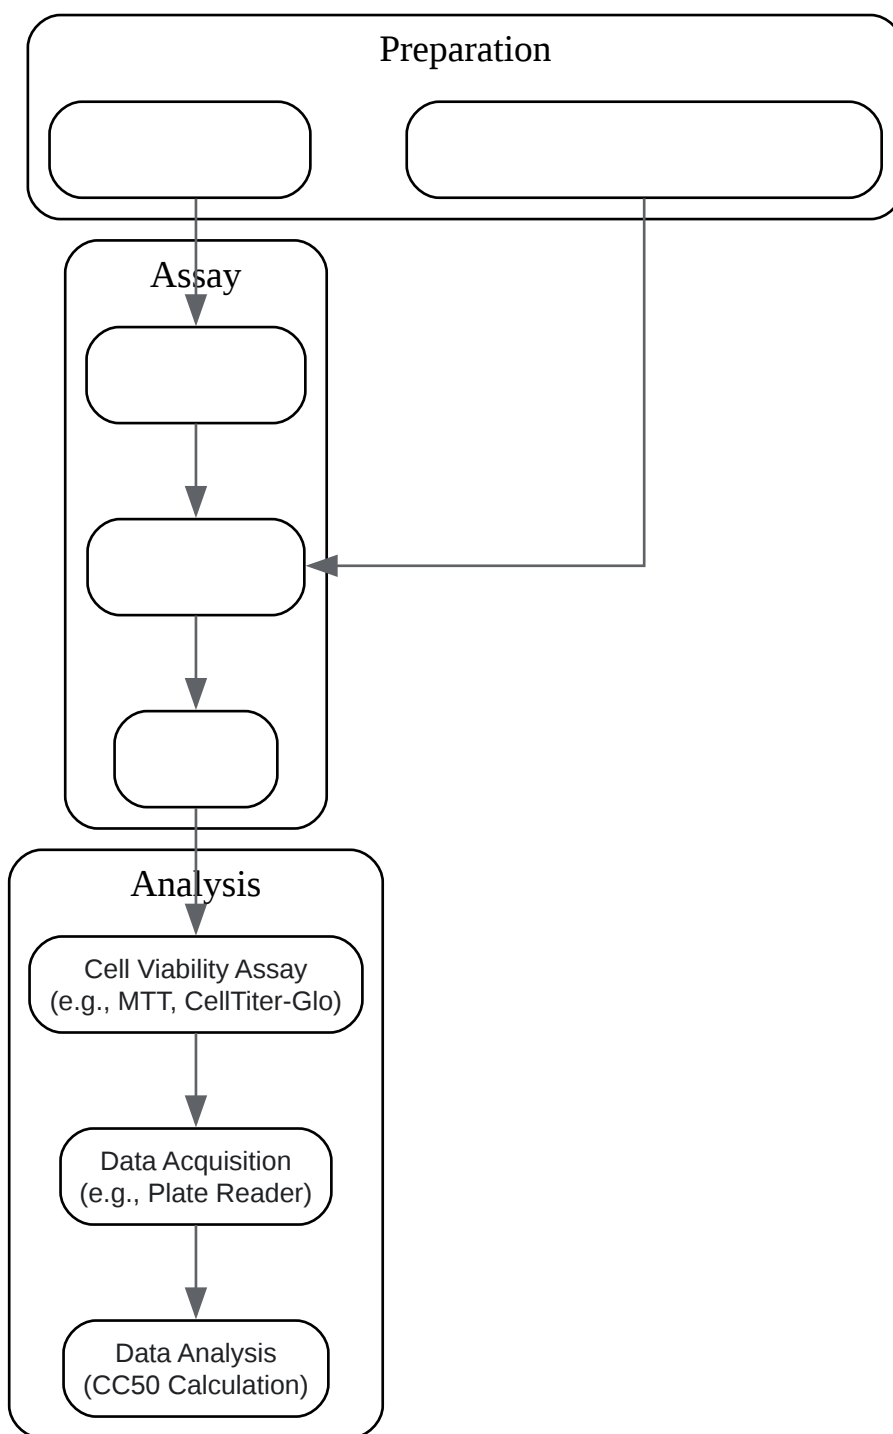 Preparation
Assay
Analysis
Cell Viability Assay
(e.g., MTT, CellTiter-Glo)
Data Acquisition
(e.g., Plate Reader)
Data Analysis
(CC50 Calculation)